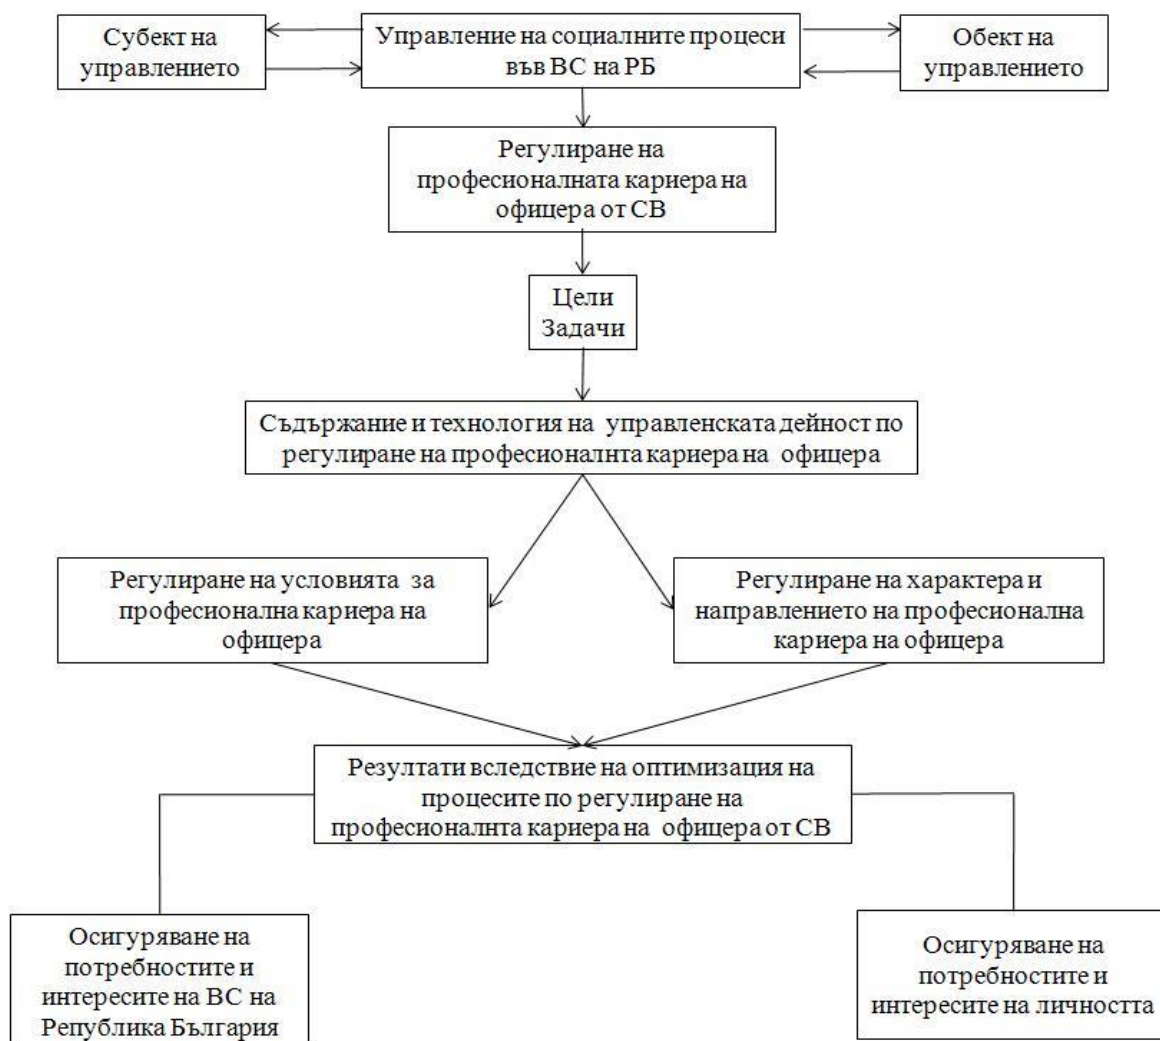 Субект на
управлението
Управление на социалните процеси
във ВС на РБ
Обект на
управлението
Регулиране на
професионалната кариера на
офицера от СВ
Цели
Задачи
Съдържание и технология на управленската дейност по
регулиране на професионалнта кариера на офицера
Регулиране на условията за
професионална кариера на
офицера
Регулиране на характера и
направлението на професионална
кариера на офицера
Резултати вследствие на оптимизация на
процесите по регулиране на
професионалнта кариера на офицера от СВ
Осигуряване на
потребностите и
интересите на ВС на
Република България
Осигуряване на
потребностите и
интересите на личността